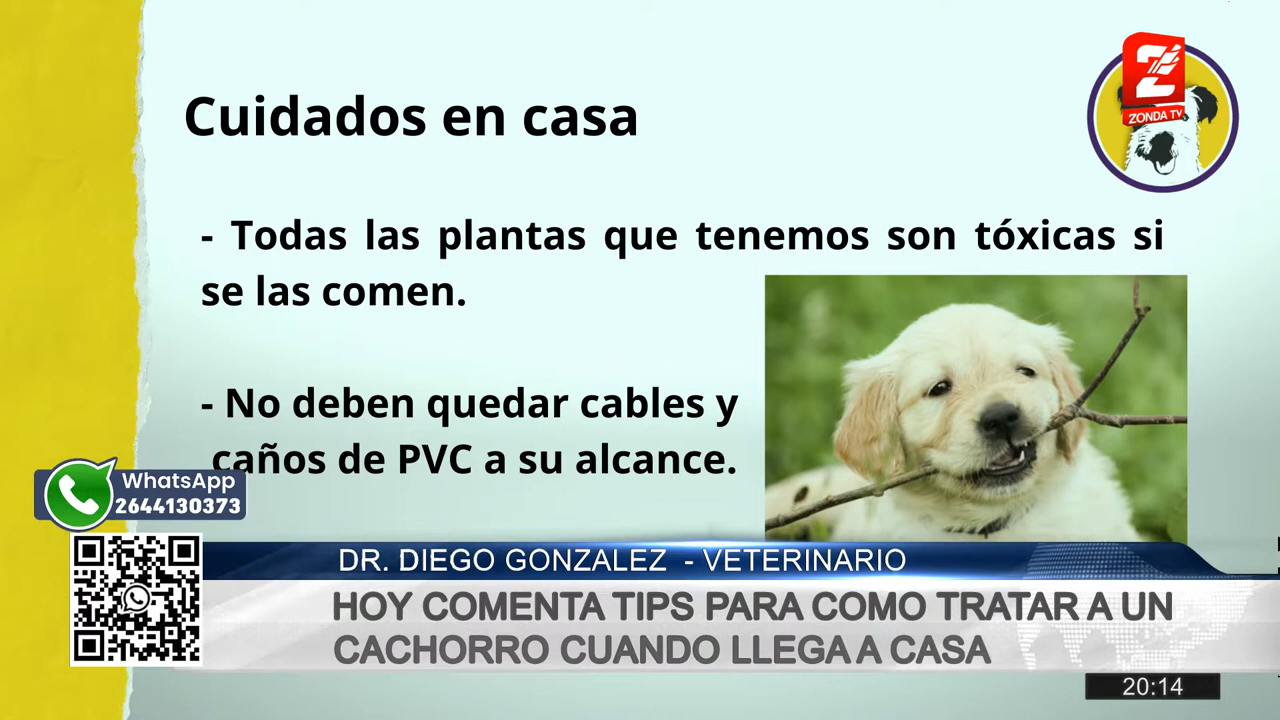 Cuidados en casa
ZONDA TV
- Todas las plantas que tenemos son tóxicas si
se las comen.
- No deben quedar cables y
caños de PVC a su alcance.
WhatsApp
2644130373
DR. DIEGO GONZALEZ - VETERINARIO
HOY COMENTA TIPS PARA COMO TRATAR A UN
CACHORRO CUANDO LLEGA A CASA
20:14